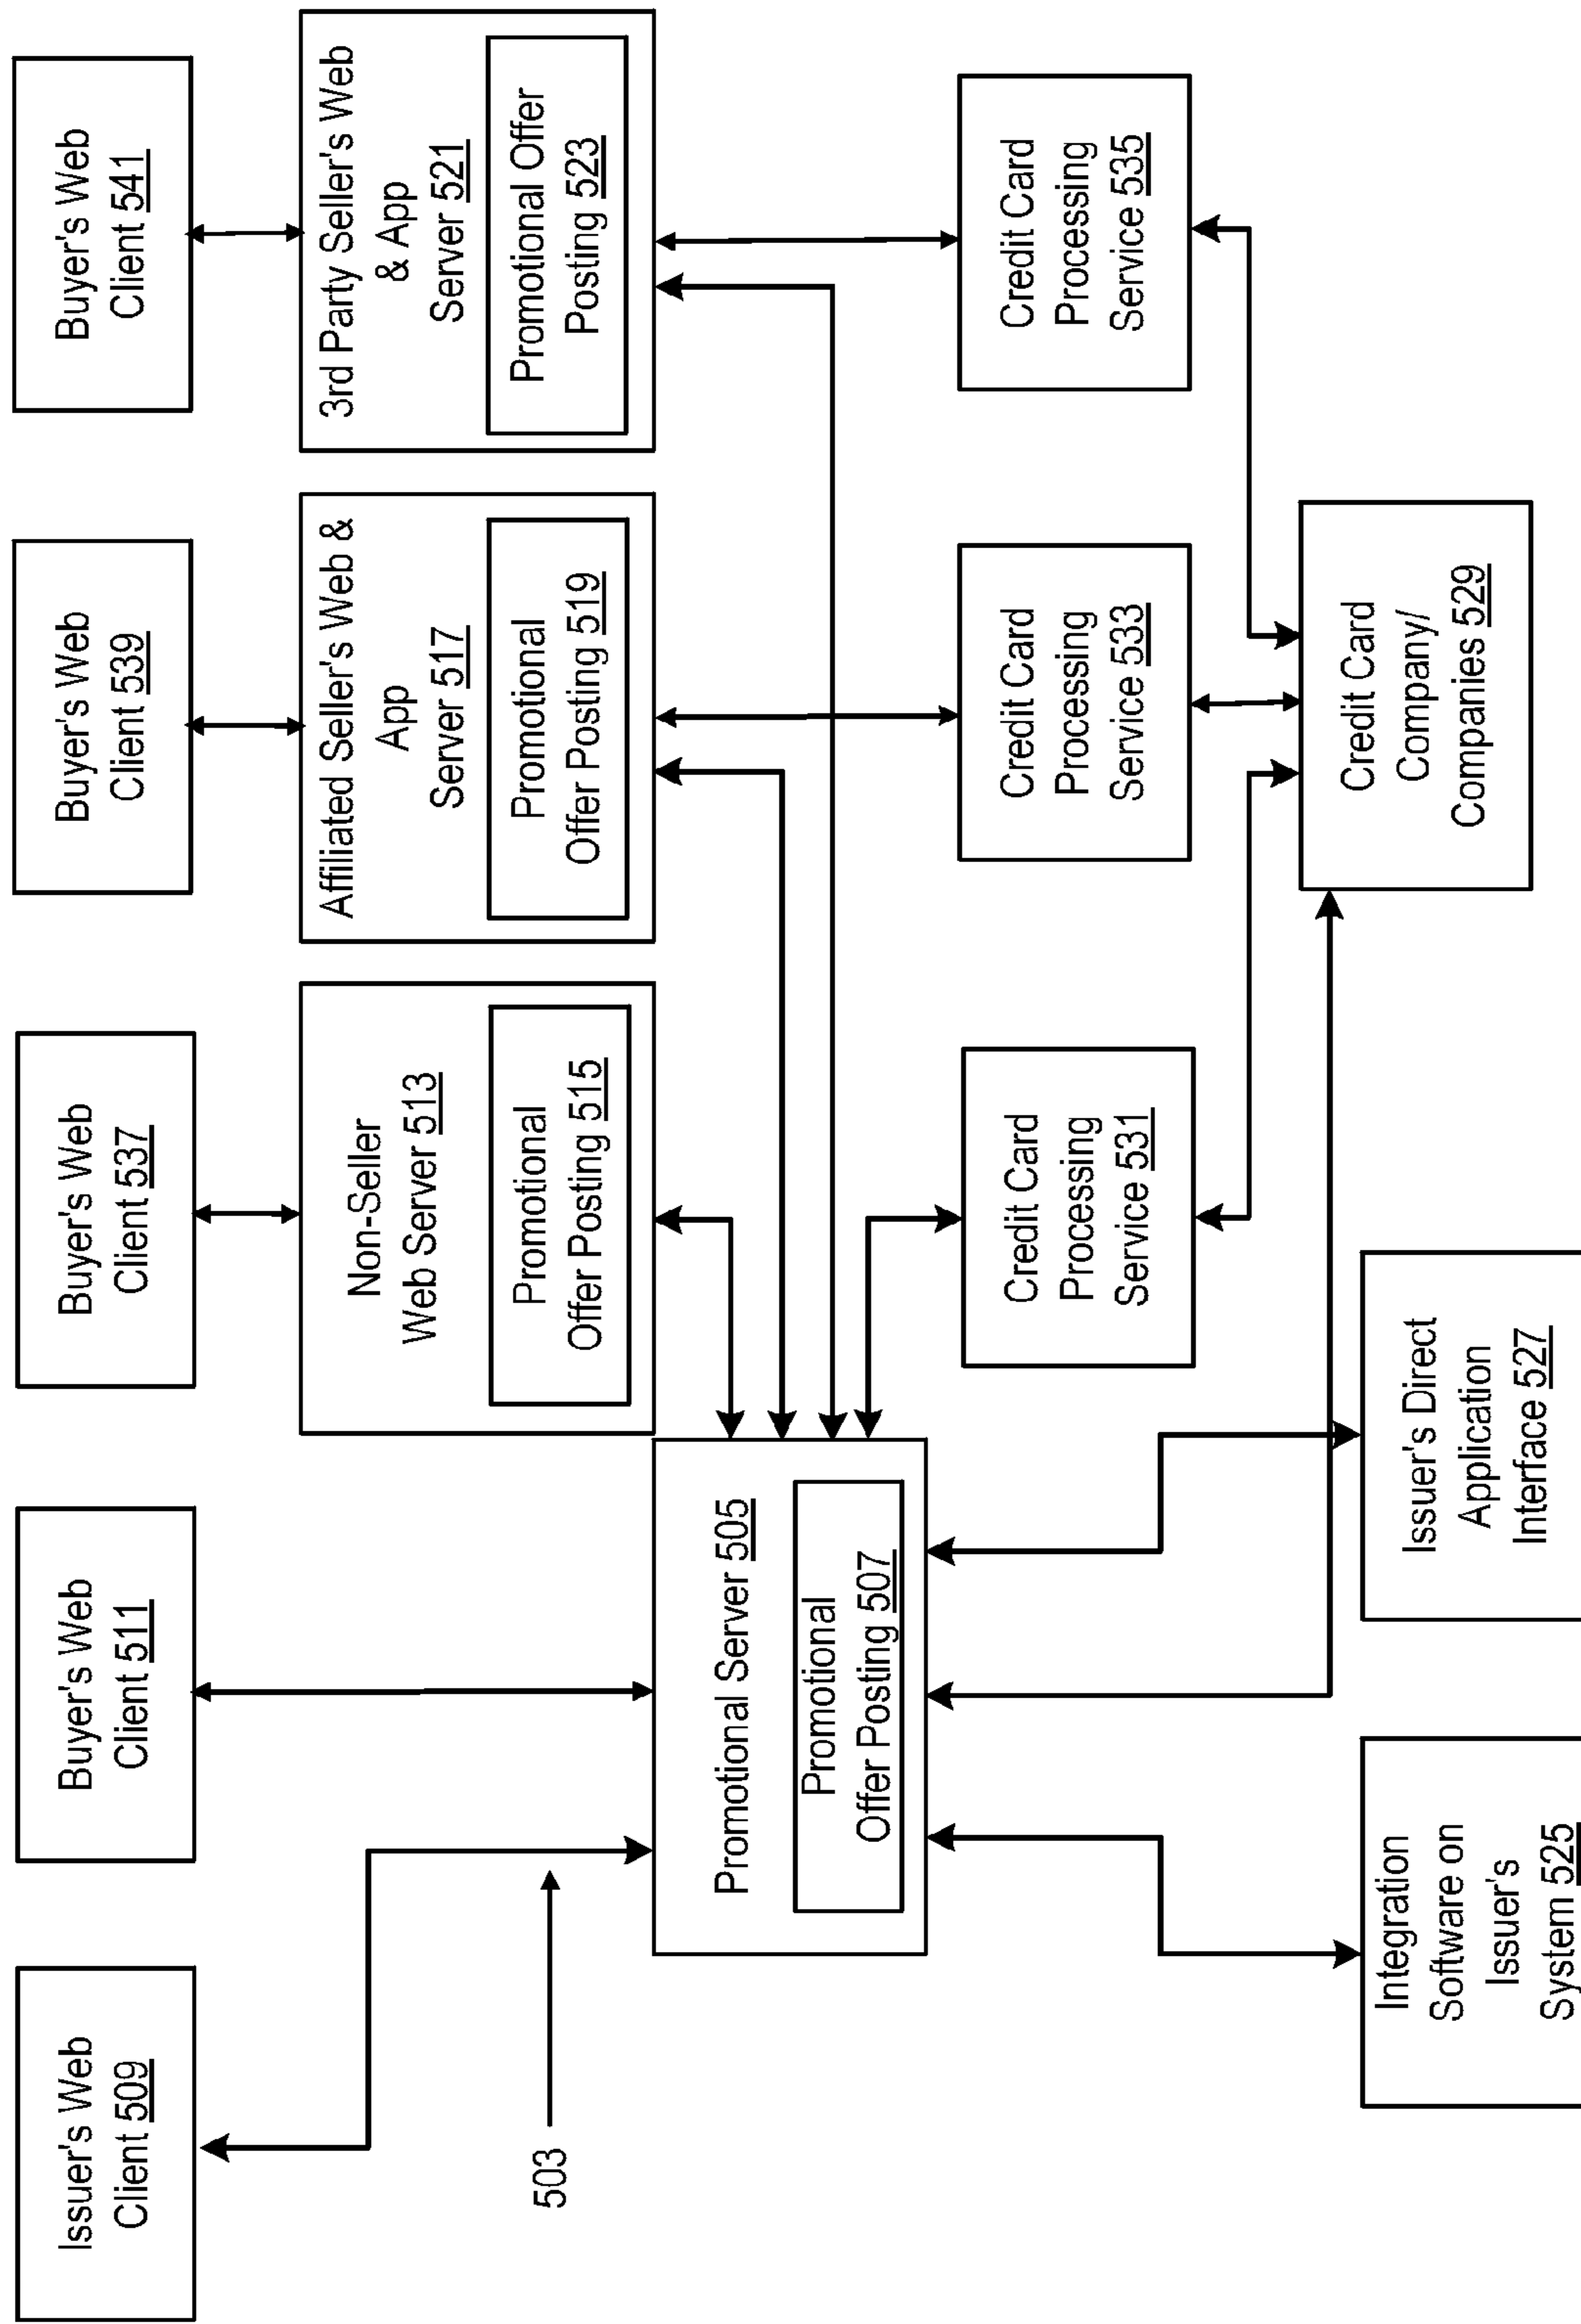 Issuer's Web
Client 509
Buyer's Web
Client 511
Buyer's Web
Client 537
Buyer's Web
Client 539
Buyer's Web
Client 541
Non-Seller
Web Server 513
Promotional
Offer Posting 515
Affiliated Seller's Web &
App
Server 517
Promotional
Offer Posting 519
3rd Party Seller's Web
& App
Server 521
Promotional Offer
Posting 523
503
Promotional Server 505
Promotional
Offer Posting 507
Credit Card
Processing
Service 531
Credit Card
Processing
Service 533
Credit Card
Processing
Service 535
Integration
Software on
Issuer's
System 525
Issuer's Direct
Application
Interface 527
Credit Card
Company/
Companies 529